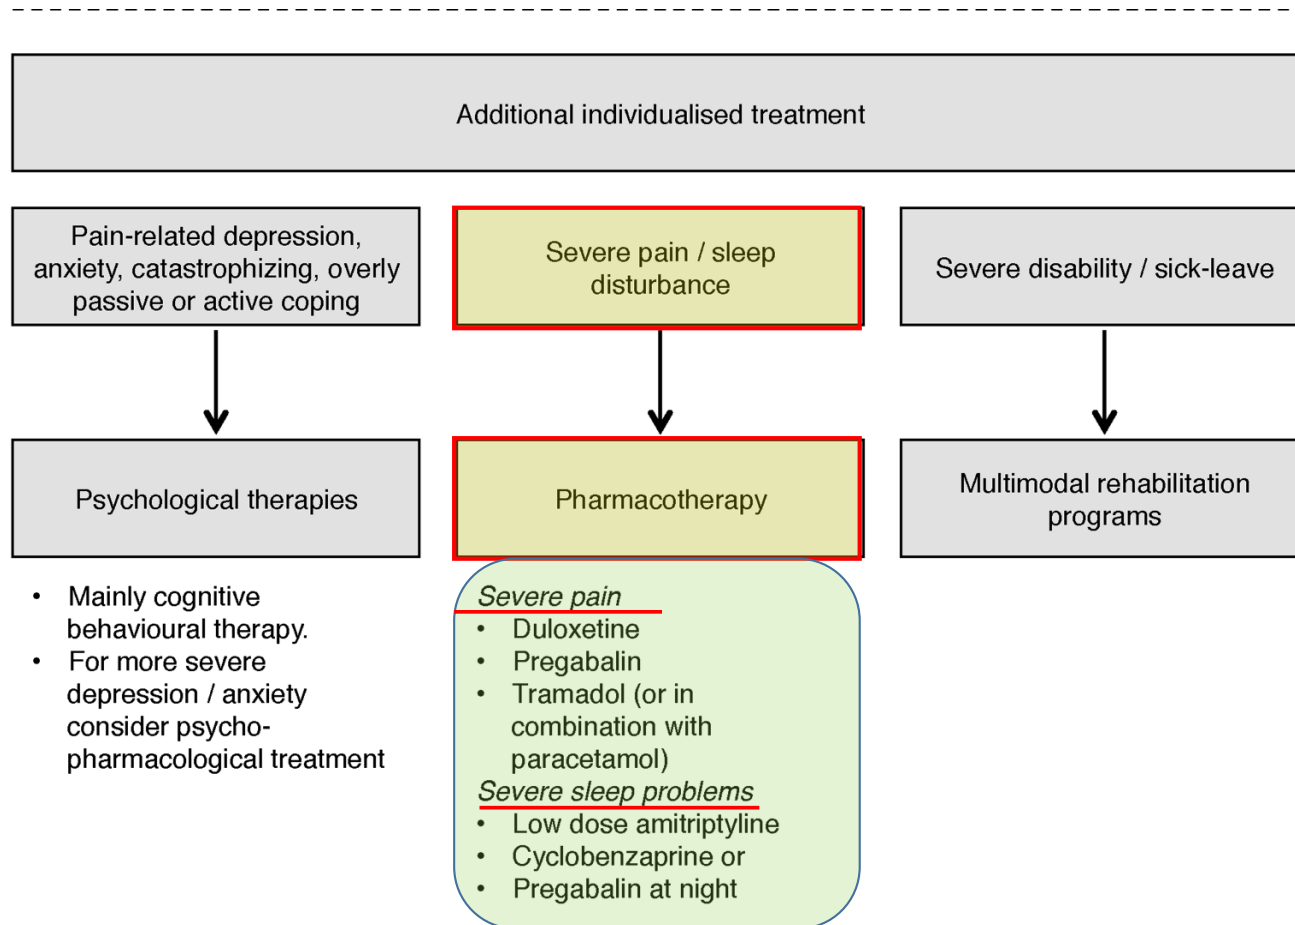 Additional individualised treatment
Pain-related depression,
anxiety, catastrophizing, overly
passive or active coping
Severe pain / sleep
disturbance
Severe disability / sick-leave
Psychological therapies
Pharmacotherapy
Multimodal rehabilitation
programs
• Mainly cognitive
behavioural therapy.
• For more severe
depression / anxiety
consider psycho-
pharmacological treatment
Severe pain
• Duloxetine
• Pregabalin
• Tramadol (or in
combination with
paracetamol)
Severe sleep problems
• Low dose amitriptyline
• Cyclobenzaprine or
• Pregabalin at night